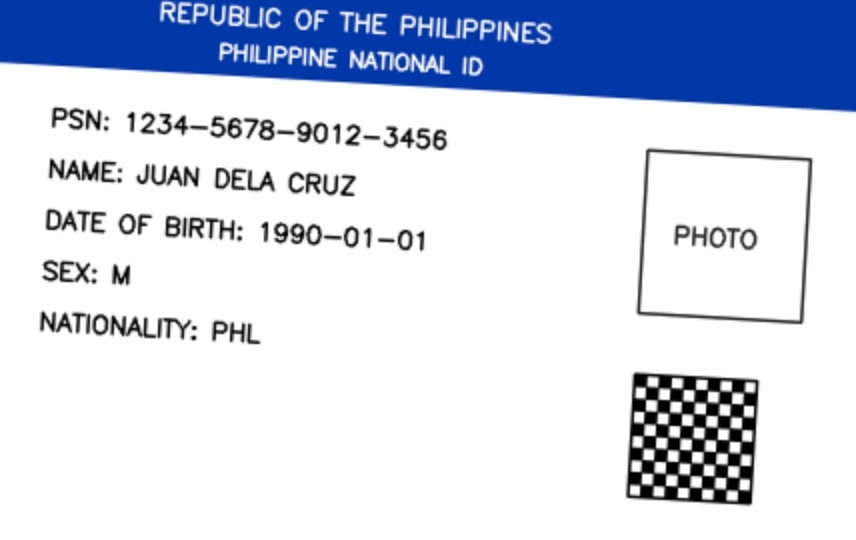 REPUBLIC OF THE PHILIPPINES
PHILIPPINE NATIONAL ID
PSN: 1234-5678-9012-3456
NAME: JUAN DELA CRUZ
DATE OF BIRTH: 1990-01-01
SEX: M
NATIONALITY: PHL
PHOTO